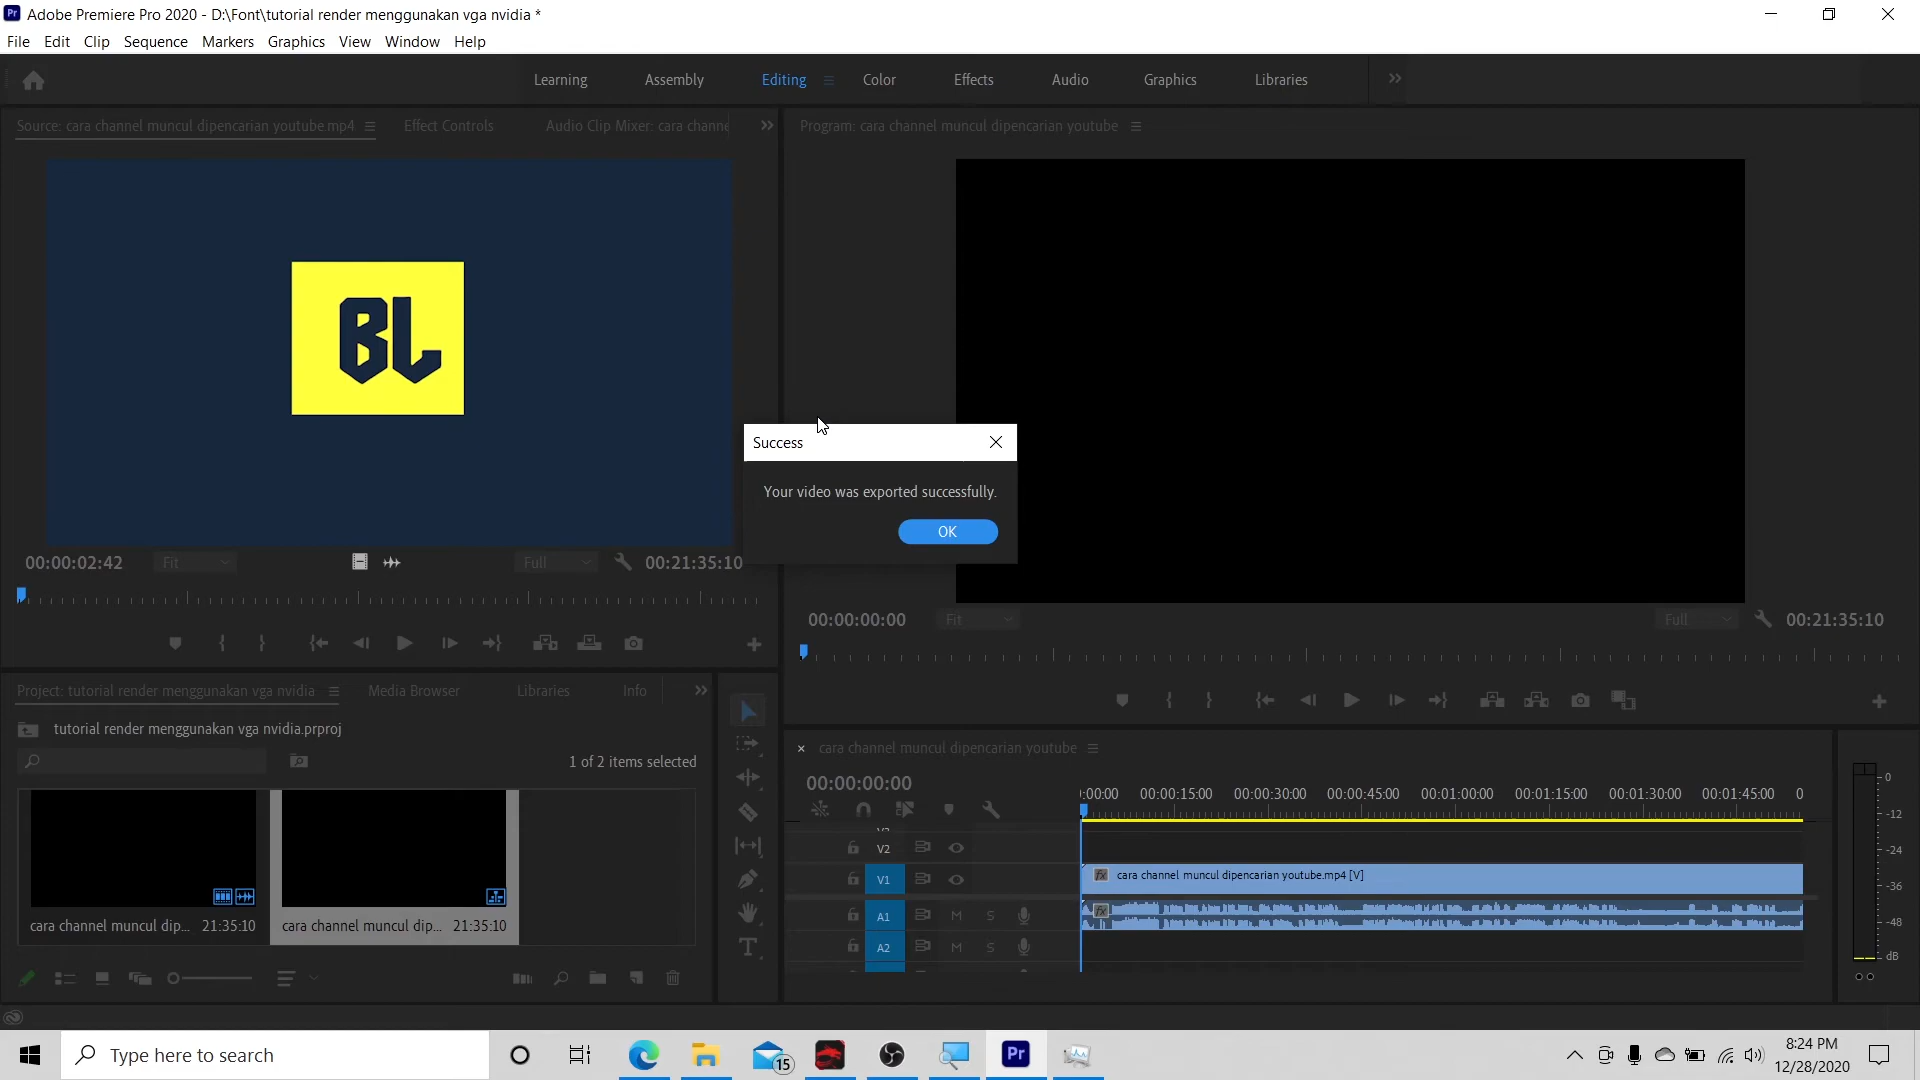 Adobe Premiere Pro 2020 - D:\Font\tutorial render menggunakan vga nvidia *
File Edit Clip Sequence Markers Graphics View Window Help
Learning Assembly Editing Color Effects Audio Graphics Libraries
Source: cara channel muncul dipencarian youtube.mp4 Effect Controls Audio Clip Mixer: cara channe
Program: cara channel muncul dipencarian youtube
BL
Success
Your video was exported successfully.
OK
00:00:02:42 Fit Full 00:21:35:10
00:00:00:00 Fit Full 00:21:35:10
Project: tutorial render menggunakan vga nvidia Media Browser Libraries Info
tutorial render menggunakan vga nvidia.prproj
1 of 2 items selected
cara channel muncul dip... 21:35:10
cara channel muncul dip... 21:35:10
cara channel muncul dipencarian youtube
00:00:00:00
:00:00 00:00:15:00 00:00:30:00 00:00:45:00 00:01:00:00 00:01:15:00 00:01:30:00 00:01:45:00 0
V2
V1 fx cara channel muncul dipencarian youtube.mp4 [V]
A1 M S fx
A2 M S
0
-12
-24
-36
-48
dB
Type here to search
15
Pr
8:24 PM
12/28/2020